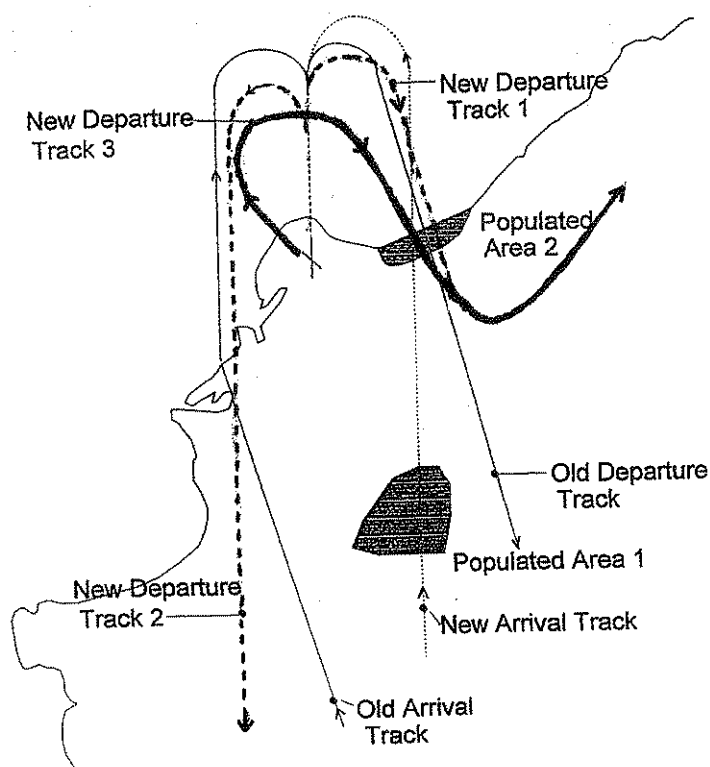 New Departure
Track 1
New Departure
Track 3
Populated
Area 2
Old Departure
Track
Populated Area 1
New Departure
Track 2
New Arrival Track
Old Arrival
Track